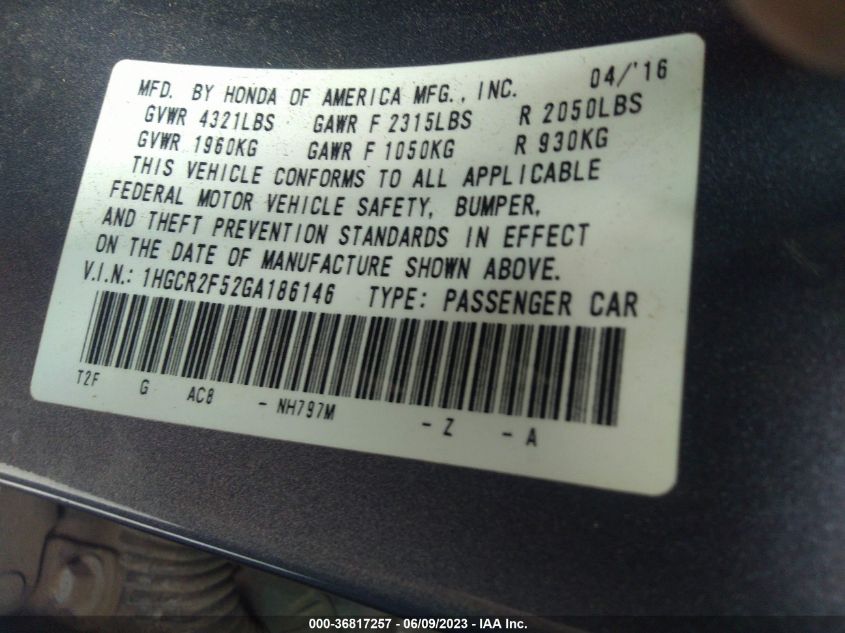 MFD. BY HONDA OF AMERICA MFG., INC. 04/'16
GVWR 4321LBS GAWR F 2315LBS R 2050LBS
GVWR 1960KG GAWR F 1050KG R 930KG
THIS VEHICLE CONFORMS TO ALL APPLICABLE
FEDERAL MOTOR VEHICLE SAFETY, BUMPER,
AND THEFT PREVENTION STANDARDS IN EFFECT
ON THE DATE OF MANUFACTURE SHOWN ABOVE.
V.I.N.: 1HGCR2F52GA186146 TYPE: PASSENGER CAR
T2F G AC8 - NH797M - Z - A
000-36817257 - 06/09/2023 - IAA Inc.